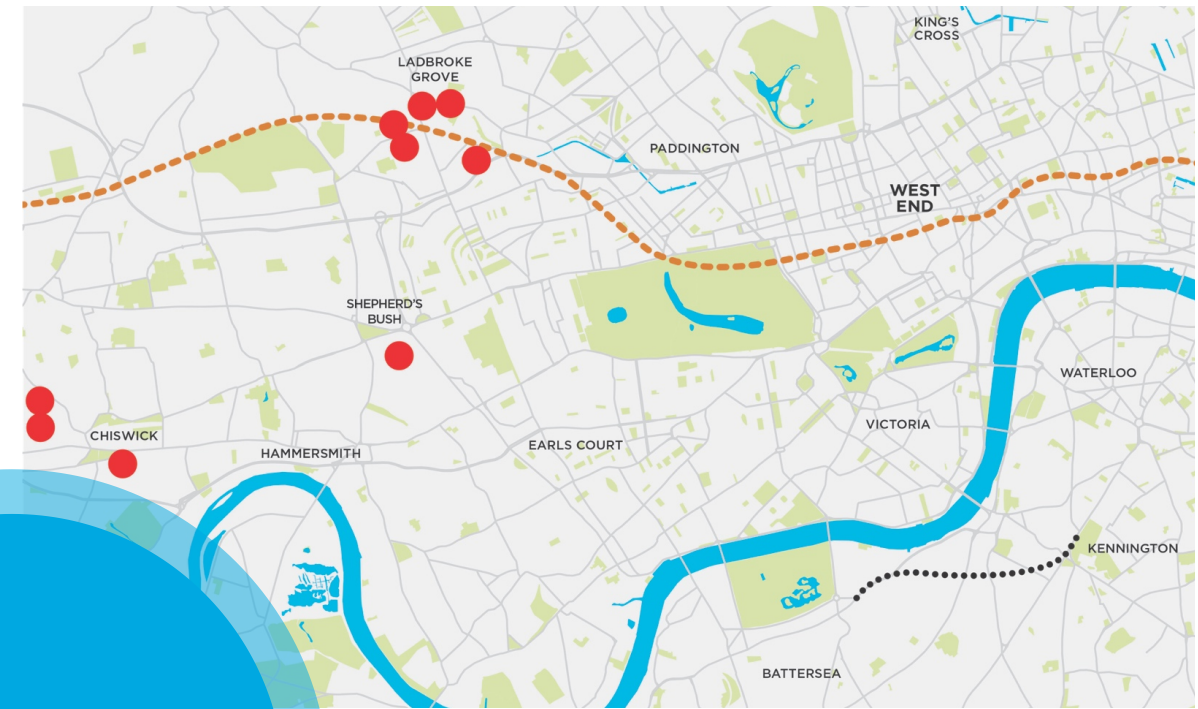 KING'S
CROSS
LADBROKE
GROVE
PADDINGTON
WEST
END
SHEPHERD'S
BUSH
WATERLOO
CHISWICK
VICTORIA
EARLS COURT
HAMMERSMITH
KENNINGTON
BATTERSEA